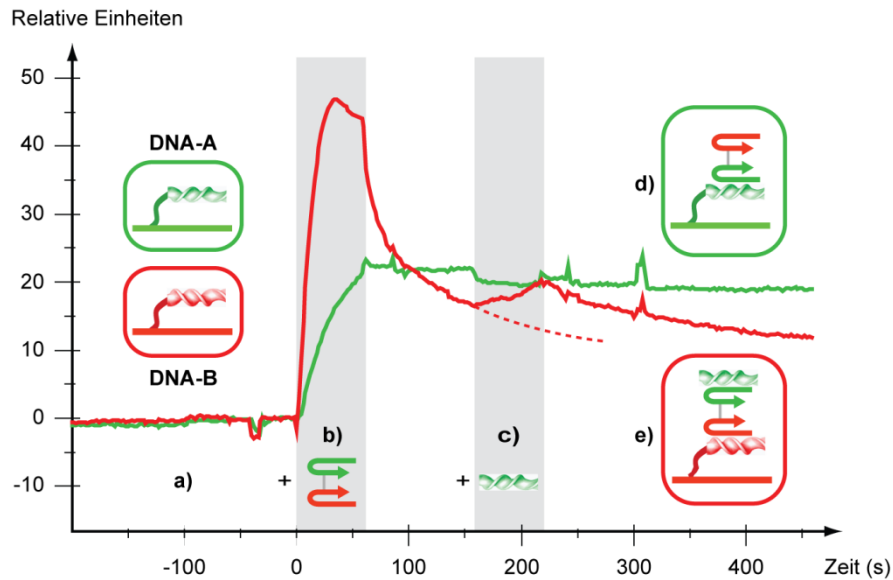 Relative Einheiten
50
40
30
20
10
0
-10
DNA-A
DNA-B
a)
+
b)
+
c)
d)
e)
-100
0
100
200
300
400
Zeit (s)